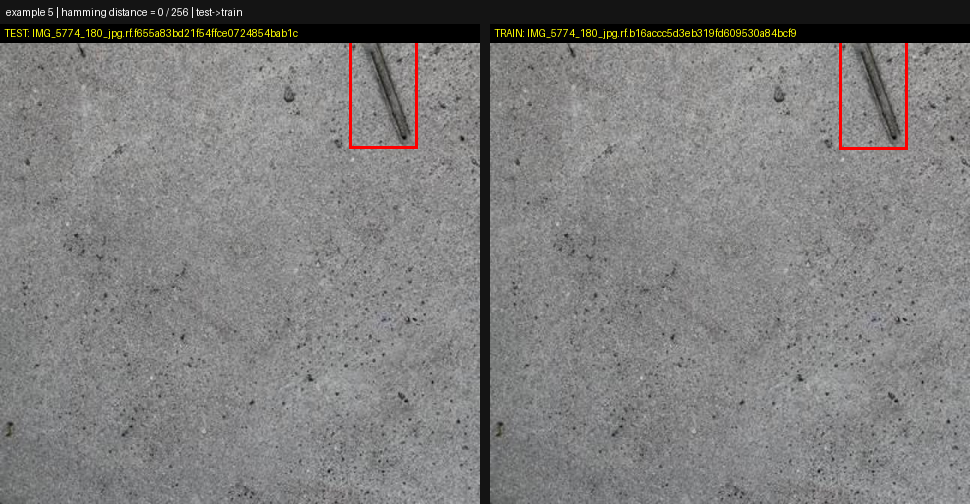 example 5 | hamming distance = 0 / 256 | test->train
TEST: IMG_5774_180_jpg.rf.f655a83bd21f54ffce0724854bab1c
TRAIN: IMG_5774_180_jpg.rf.b16accc5d3eb319fd609530a84bcf9